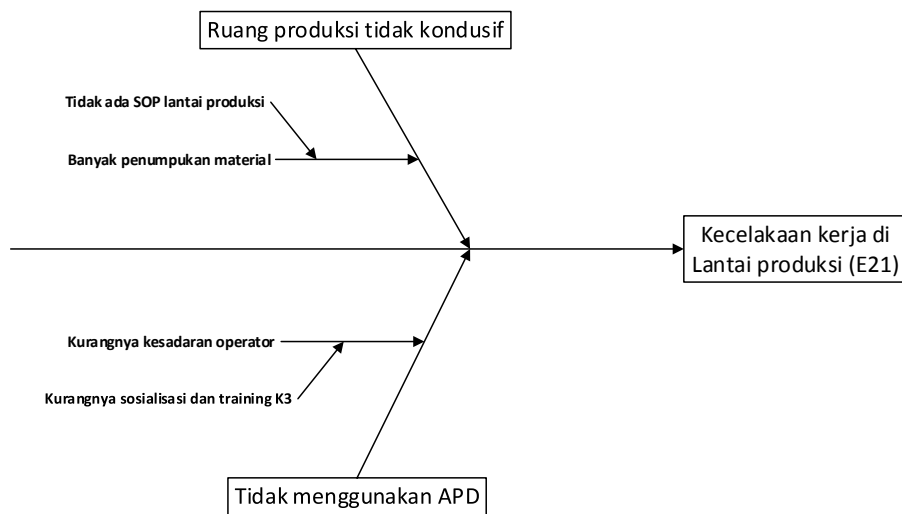 Ruang produksi tidak kondusif
Tidak ada SOP lantai produksi
Banyak penumpukan material
Kecelakaan kerja di
Lantai produksi (E21)
Kurangnya kesadaran operator
Kurangnya sosialisasi dan training K3
Tidak menggunakan APD